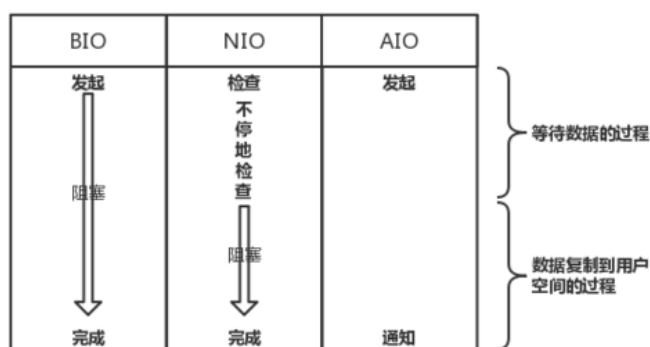 BIO
NIO
AIO
发起
检查
发起
不
停
地
检
查
阻塞
阻塞
完成
完成
通知
等待数据的过程
数据复制到用户
空间的过程